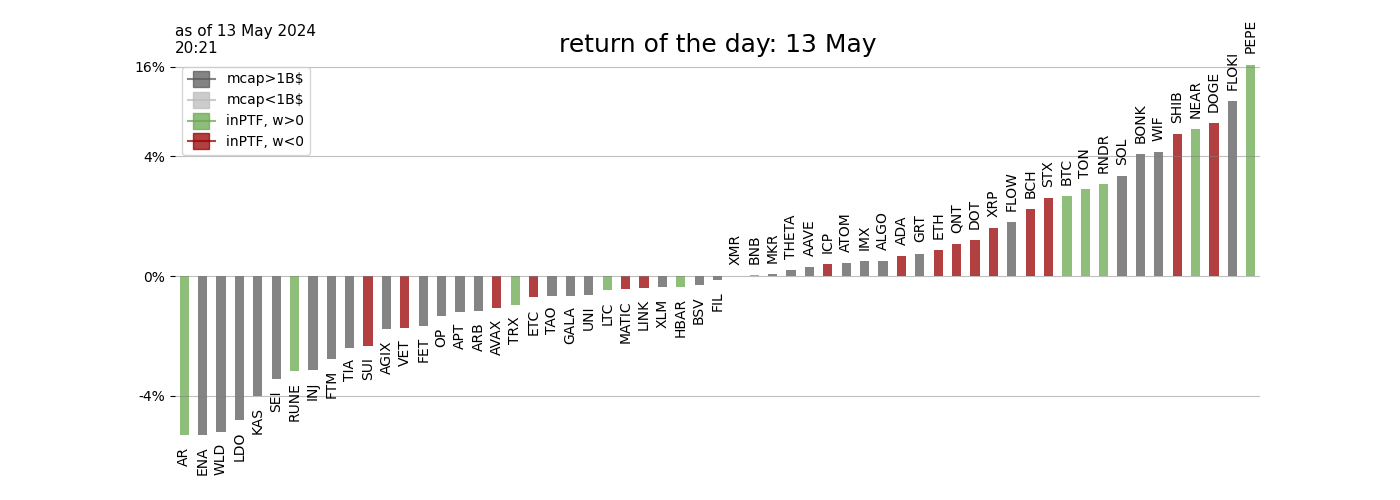 as of 13 May 2024
20:21
return of the day: 13 May
16%
4%
0%
-4%
mcap>1B$
mcap<1B$
inPTF, w>0
inPTF, w<0
AR
ENA
WLD
LDO
KAS
SEI
RUNE
INJ
FTM
TIA
SUI
AGIX
VET
FET
OP
APT
ARB
AVAX
TRX
ETC
TAO
GALA
UNI
LTC
MATIC
LINK
XLM
HBAR
BSV
FIL
XMR
BNB
MKR
THETA
AAVE
ICP
ATOM
IMX
ALGO
ADA
GRT
ETH
QNT
DOT
XRP
FLOW
BCH
STX
BTC
TON
RNDR
SOL
BONK
WIF
SHIB
NEAR
DOGE
FLOKI
PEPE